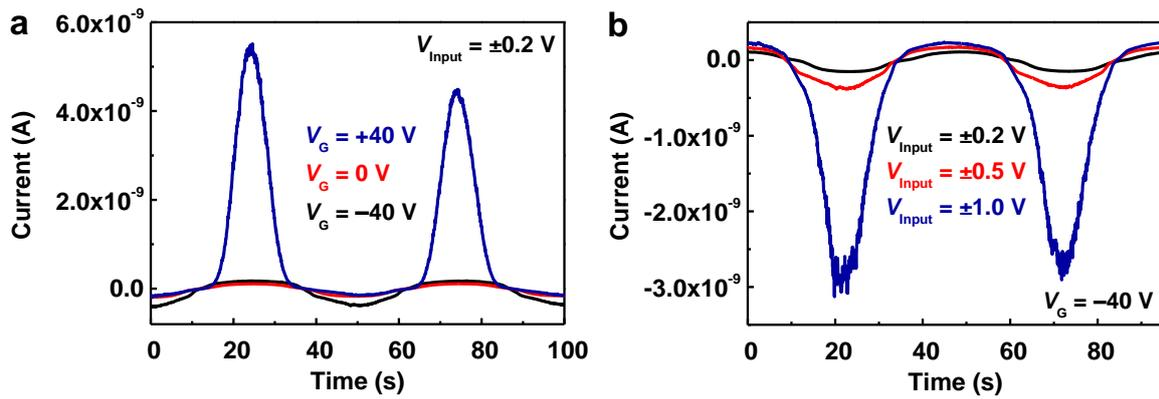 a
6.0x10⁻⁹
4.0x10⁻⁹
2.0x10⁻⁹
0.0
Current (A)
V_Input = ±0.2 V
V_G = +40 V
V_G = 0 V
V_G = −40 V
0 20 40 60 80 100
Time (s)
b
0.0
-1.0x10⁻⁹
-2.0x10⁻⁹
-3.0x10⁻⁹
Current (A)
V_Input = ±0.2 V
V_Input = ±0.5 V
V_Input = ±1.0 V
V_G = −40 V
0 20 40 60 80
Time (s)